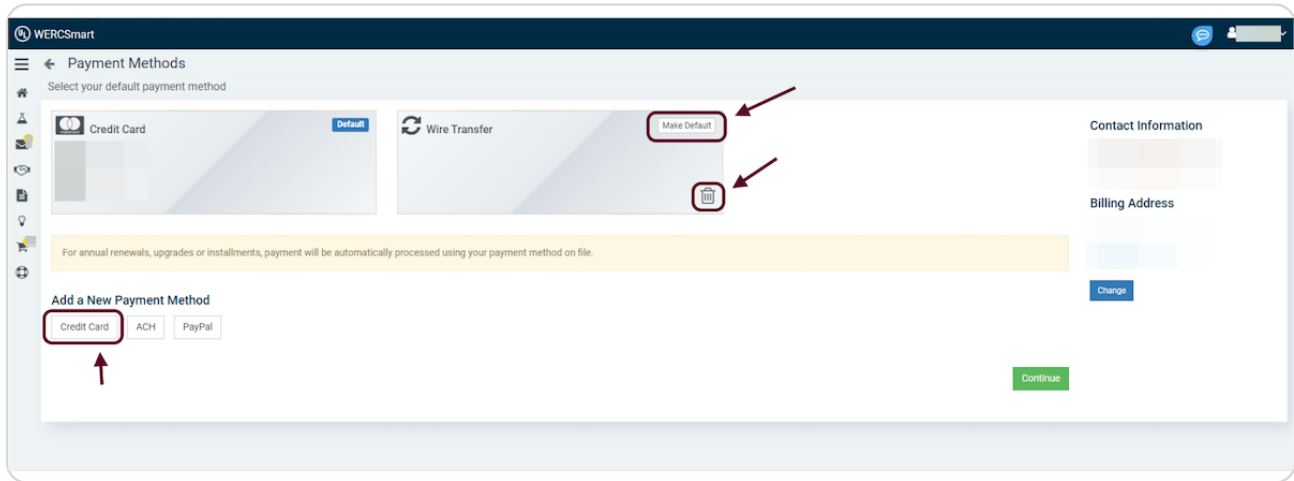 UL WERCSmart
Payment Methods
Select your default payment method
Credit Card
Default
Wire Transfer
Make Default
For annual renewals, upgrades or installments, payment will be automatically processed using your payment method on file.
Add a New Payment Method
Credit Card
ACH
PayPal
Continue
Contact Information
Billing Address
Change